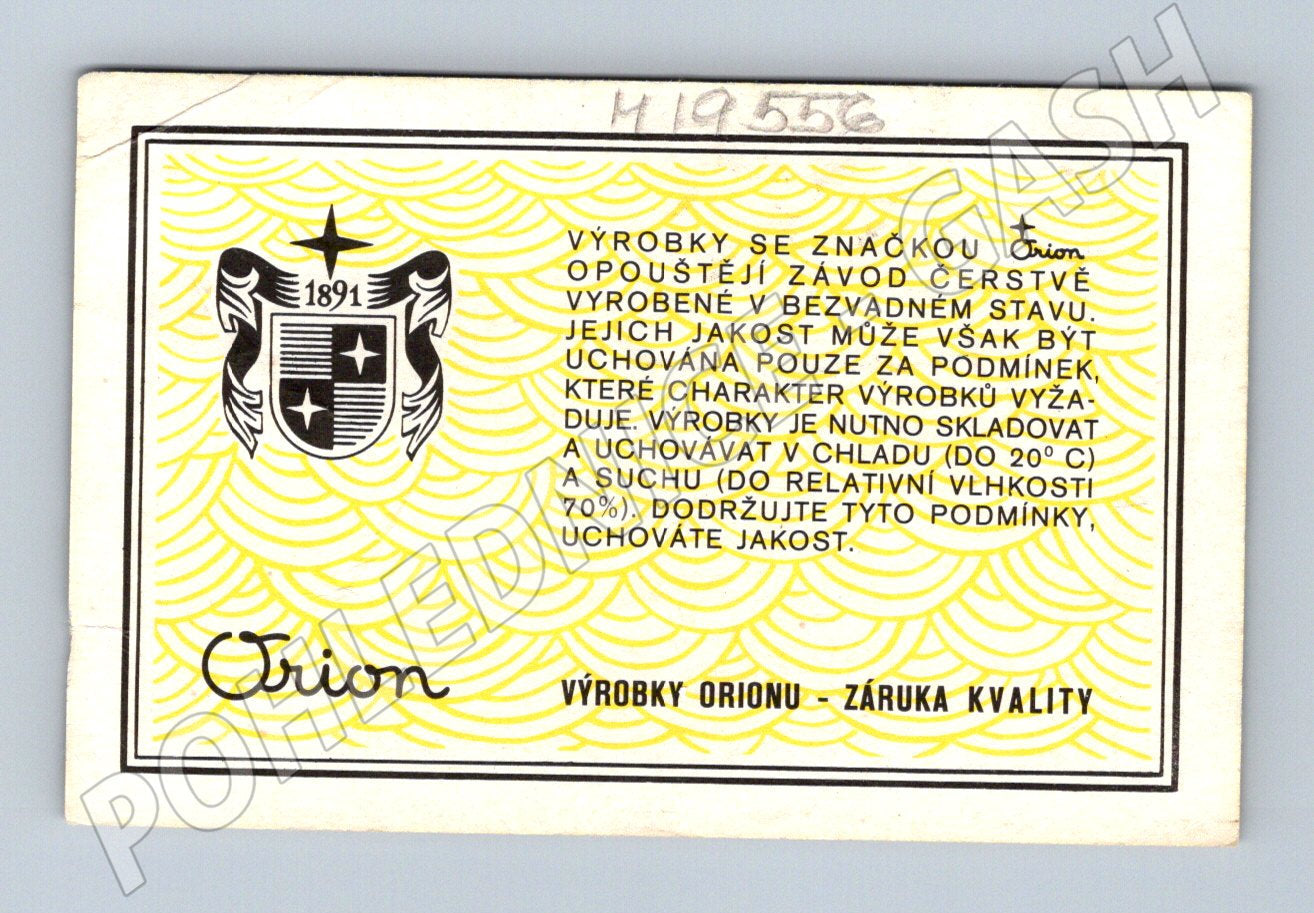 H 19556
1891
VÝROBKY SE ZNAČKOU Orion
OPOUŠTĚJÍ ZÁVOD ČERSTVĚ
VYROBENÉ V BEZVADNÉM STAVU.
JEJICH JAKOST MŮŽE VŠAK BÝT
UCHOVÁNA POUZE ZA PODMÍNEK,
KTERÉ CHARAKTER VÝROBKŮ VYŽA-
DUJE. VÝROBKY JE NUTNO SKLADOVAT
A UCHOVÁVAT V CHLADU (DO 20° C)
A SUCHU (DO RELATIVNÍ VLHKOSTI
70%). DODRŽUJTE TYTO PODMÍNKY,
UCHOVÁTE JAKOST.
Orion
VÝROBKY ORIONU - ZÁRUKA KVALITY
POHLEDNICE - GASH